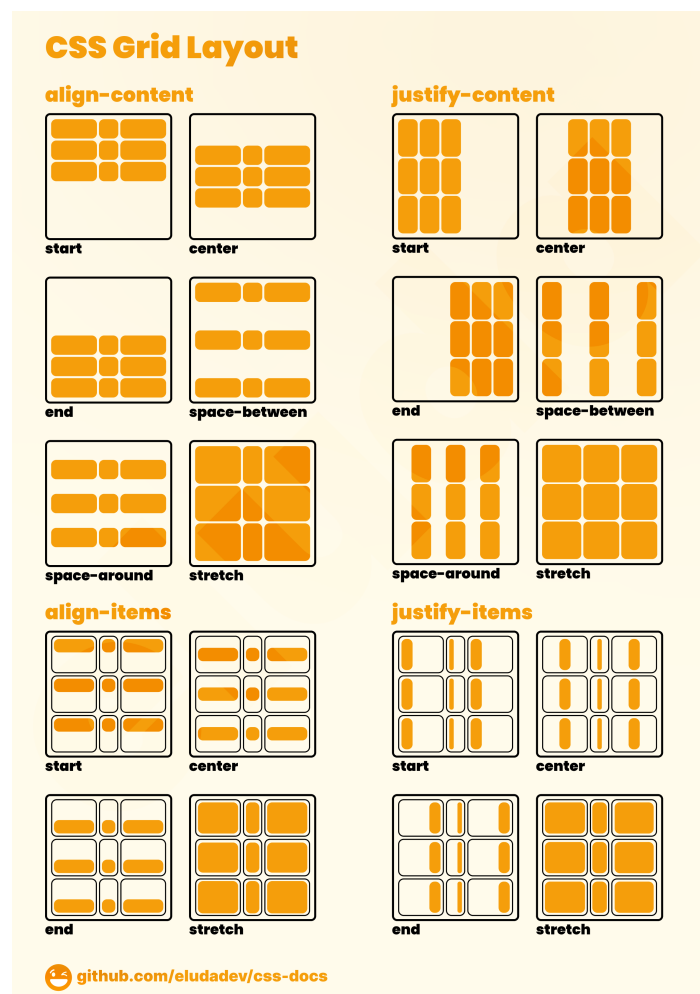 CSS Grid Layout
align-content
start
center
end
space-between
space-around
stretch
justify-content
start
center
end
space-between
space-around
stretch
align-items
start
center
end
stretch
justify-items
start
center
end
stretch
github.com/eludadev/css-docs